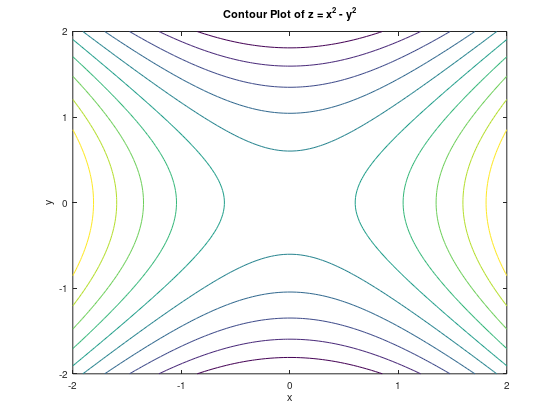 Contour Plot of z = x² - y²
2
1
0
-1
-2
y
-2 -1 0 1 2
x